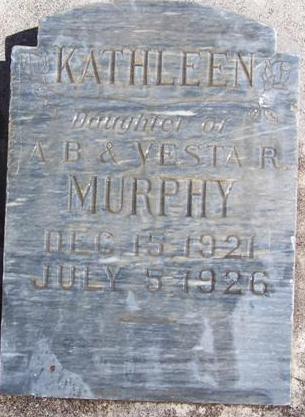 KATHLEEN
Daughter of
A B & VESTA R.
MURPHY
DEC 15 1921
JULY 5 1926